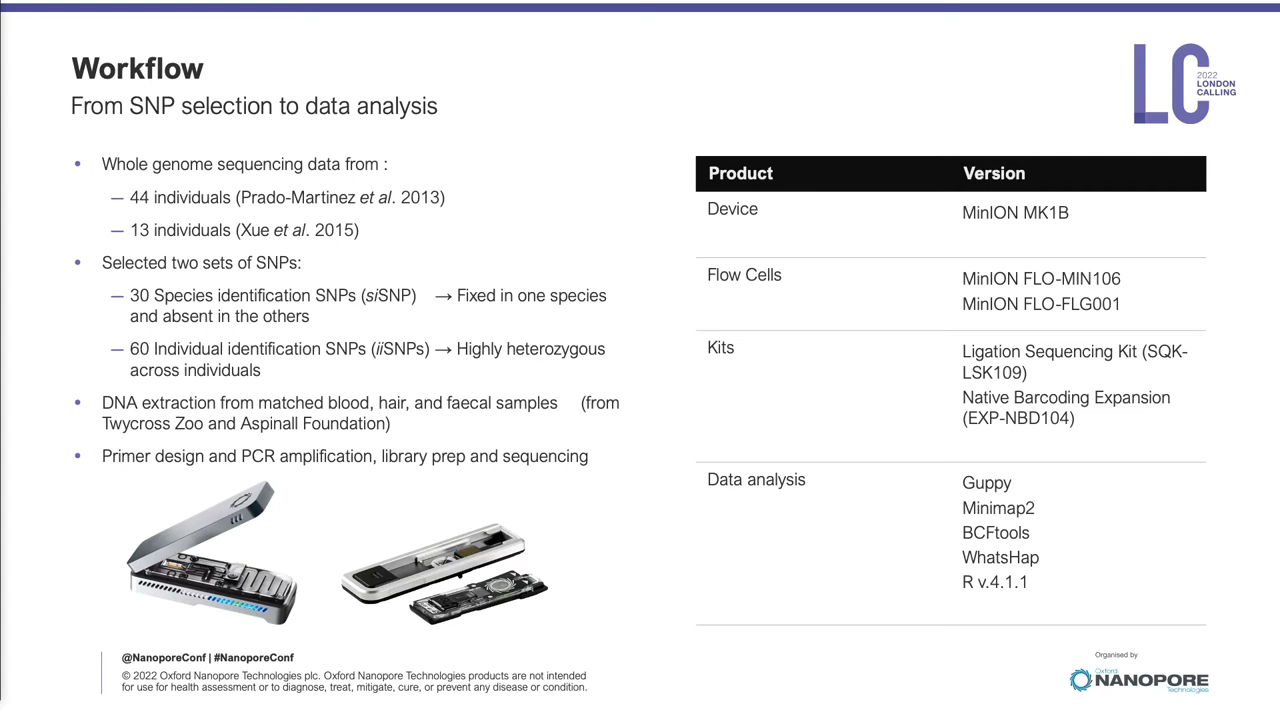 Workflow
From SNP selection to data analysis
LC
2022
LONDON
CALLING
• Whole genome sequencing data from :
— 44 individuals (Prado-Martinez et al. 2013)
— 13 individuals (Xue et al. 2015)
• Selected two sets of SNPs:
— 30 Species identification SNPs (siSNP) → Fixed in one species
and absent in the others
— 60 Individual identification SNPs (iiSNPs) → Highly heterozygous
across individuals
• DNA extraction from matched blood, hair, and faecal samples (from
Twycross Zoo and Aspinall Foundation)
• Primer design and PCR amplification, library prep and sequencing
Product Version
Device MinION MK1B
Flow Cells MinION FLO-MIN106
MinION FLO-FLG001
Kits Ligation Sequencing Kit (SQK-
LSK109)
Native Barcoding Expansion
(EXP-NBD104)
Data analysis Guppy
Minimap2
BCFtools
WhatsHap
R v.4.1.1
@NanoporeConf | #NanoporeConf
© 2022 Oxford Nanopore Technologies plc. Oxford Nanopore Technologies products are not intended
for use for health assessment or to diagnose, treat, mitigate, cure, or prevent any disease or condition.
Organised by
Oxford
NANOPORE
Technologies